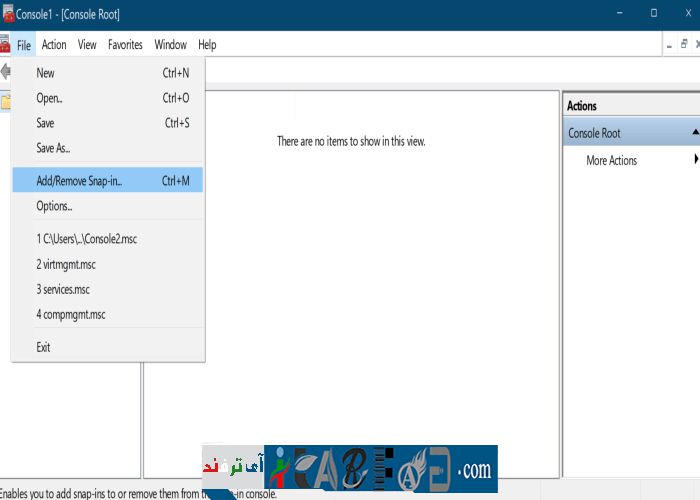 Console1 - [Console Root]
File Action View Favorites Window Help
New Ctrl+N
Open... Ctrl+O
Save Ctrl+S
Save As...
Add/Remove Snap-in... Ctrl+M
Options...
1 C:\Users\...\Console2.msc
2 virtmgmt.msc
3 services.msc
4 compmgmt.msc
Exit
There are no items to show in this view.
Actions
Console Root
More Actions
آی ترفند
.com
Enables you to add snap-ins to or remove them from the snap-in console.